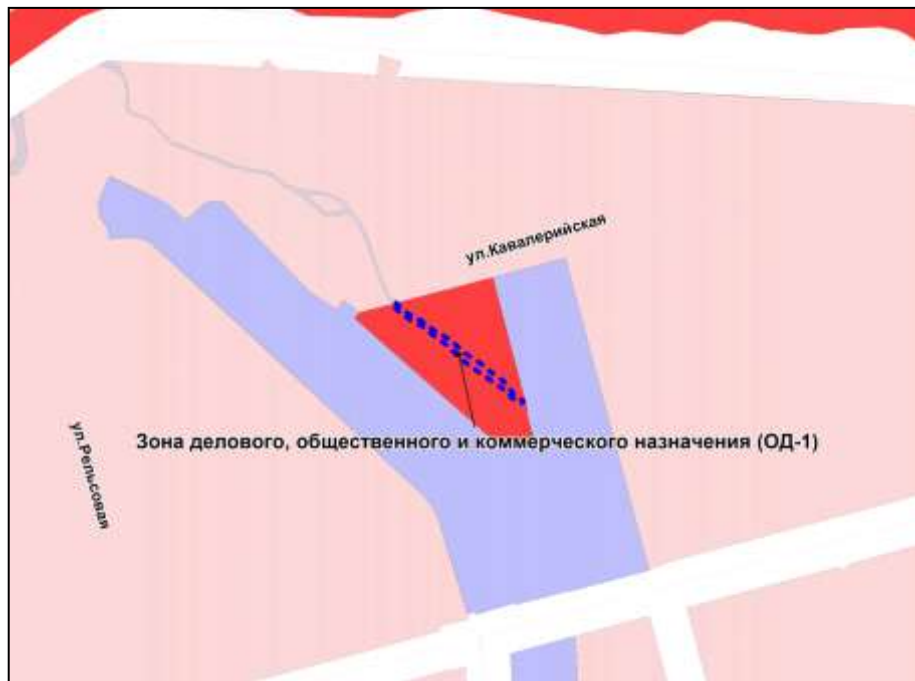 ул.Кавалерийская
Зона делового, общественного и коммерческого назначения (ОД-1)
ул.Рельсовая